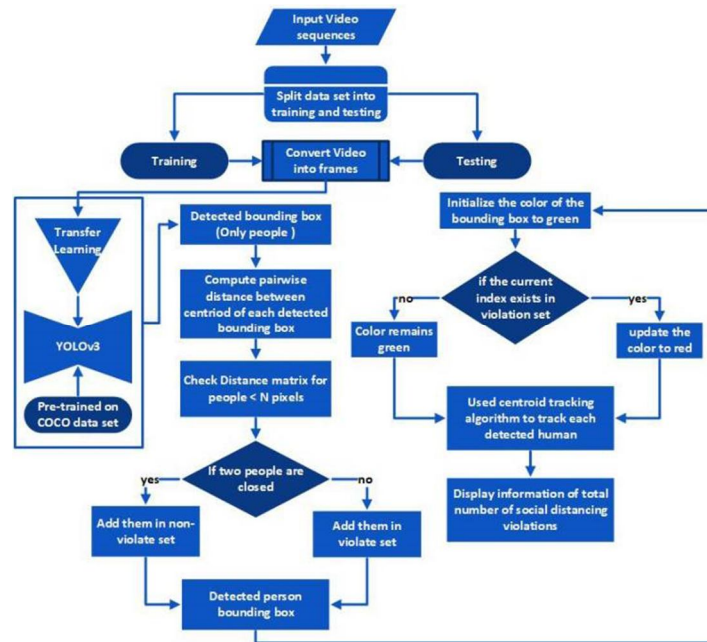 Input Video
sequences
Split data set into
training and testing
Training
Convert Video
into frames
Testing
Transfer
Learning
YOLOv3
Pre-trained on
COCO data set
Detected bounding box
(Only people )
Compute pairwise
distance between
centriod of each detected
bounding box
Check Distance matrix for
people < N pixels
If two people are
closed
yes
no
Add them in non-
violate set
Add them in
violate set
Detected person
bounding box
Initialize the color of the
bounding box to green
if the current
index exists in
violation set
no
yes
Color remains
green
update the
color to red
Used centroid tracking
algorithm to track each
detected human
Display information of total
number of social distancing
violations